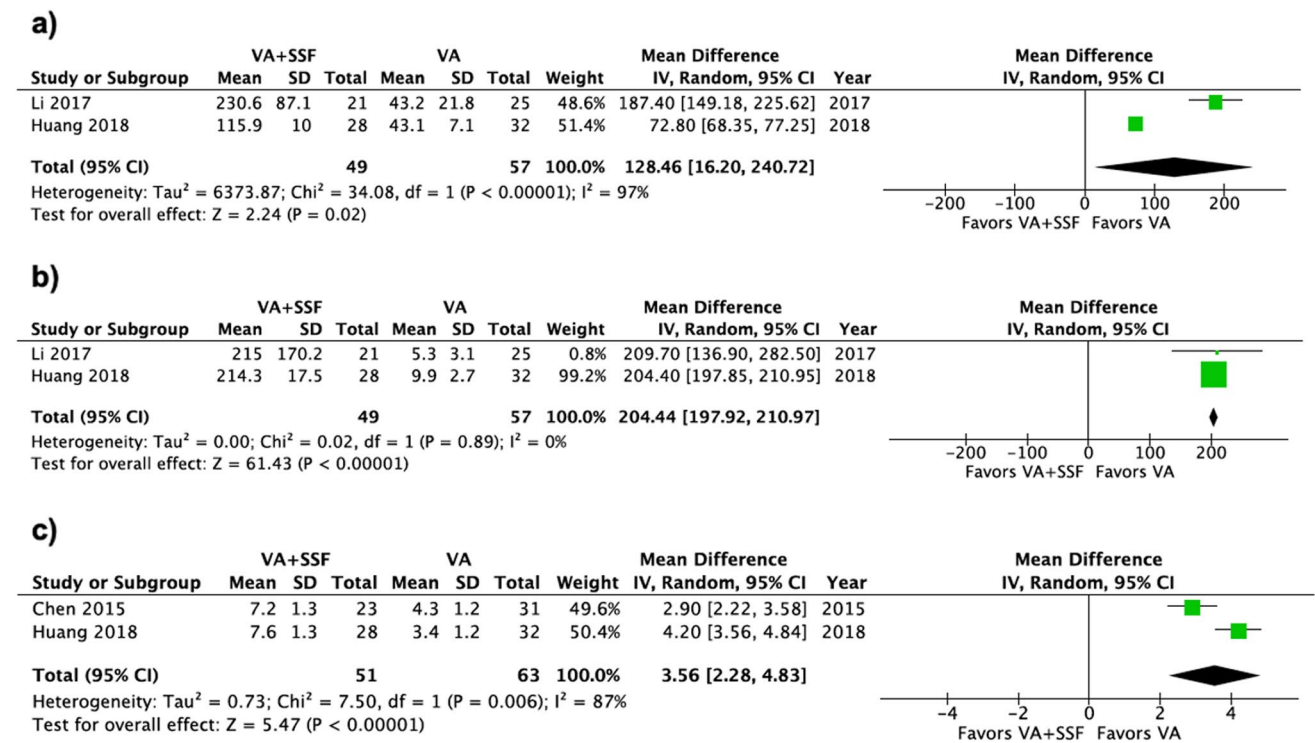 a)
VA+SSF VA Mean Difference Mean Difference
Study or Subgroup Mean SD Total Mean SD Total Weight IV, Random, 95% CI Year IV, Random, 95% CI
Li 2017 230.6 87.1 21 43.2 21.8 25 48.6% 187.40 [149.18, 225.62] 2017
Huang 2018 115.9 10 28 43.1 7.1 32 51.4% 72.80 [68.35, 77.25] 2018
Total (95% CI) 49 57 100.0% 128.46 [16.20, 240.72]
Heterogeneity: Tau² = 6373.87; Chi² = 34.08, df = 1 (P < 0.00001); I² = 97%
Test for overall effect: Z = 2.24 (P = 0.02)
-200 -100 0 100 200
Favors VA+SSF Favors VA
b)
VA+SSF VA Mean Difference Mean Difference
Study or Subgroup Mean SD Total Mean SD Total Weight IV, Random, 95% CI Year IV, Random, 95% CI
Li 2017 215 170.2 21 5.3 3.1 25 0.8% 209.70 [136.90, 282.50] 2017
Huang 2018 214.3 17.5 28 9.9 2.7 32 99.2% 204.40 [197.85, 210.95] 2018
Total (95% CI) 49 57 100.0% 204.44 [197.92, 210.97]
Heterogeneity: Tau² = 0.00; Chi² = 0.02, df = 1 (P = 0.89); I² = 0%
Test for overall effect: Z = 61.43 (P < 0.00001)
-200 -100 0 100 200
Favors VA+SSF Favors VA
c)
VA+SSF VA Mean Difference Mean Difference
Study or Subgroup Mean SD Total Mean SD Total Weight IV, Random, 95% CI Year IV, Random, 95% CI
Chen 2015 7.2 1.3 23 4.3 1.2 31 49.6% 2.90 [2.22, 3.58] 2015
Huang 2018 7.6 1.3 28 3.4 1.2 32 50.4% 4.20 [3.56, 4.84] 2018
Total (95% CI) 51 63 100.0% 3.56 [2.28, 4.83]
Heterogeneity: Tau² = 0.73; Chi² = 7.50, df = 1 (P = 0.006); I² = 87%
Test for overall effect: Z = 5.47 (P < 0.00001)
-4 -2 0 2 4
Favors VA+SSF Favors VA